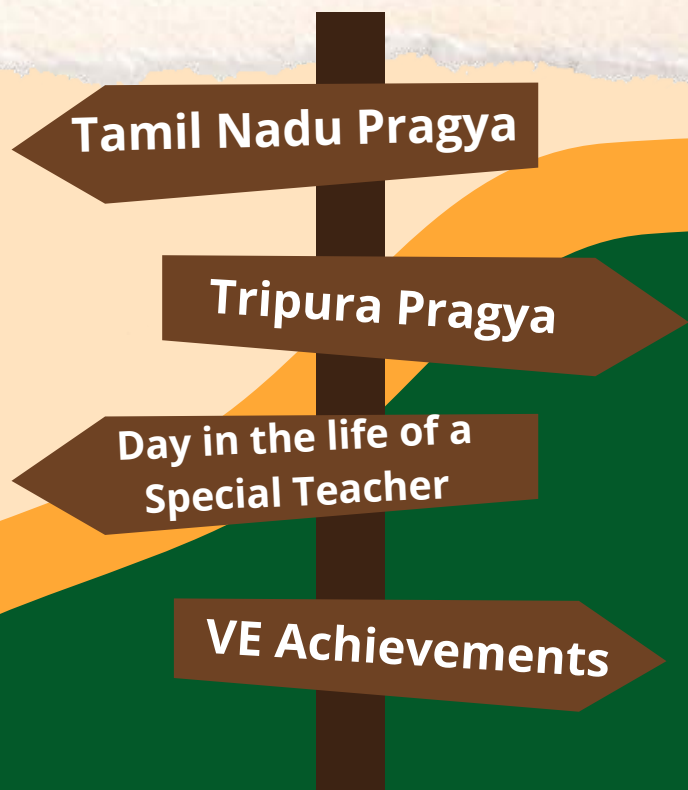 Tamil Nadu Pragya
Tripura Pragya
Day in the life of a
Special Teacher
VE Achievements